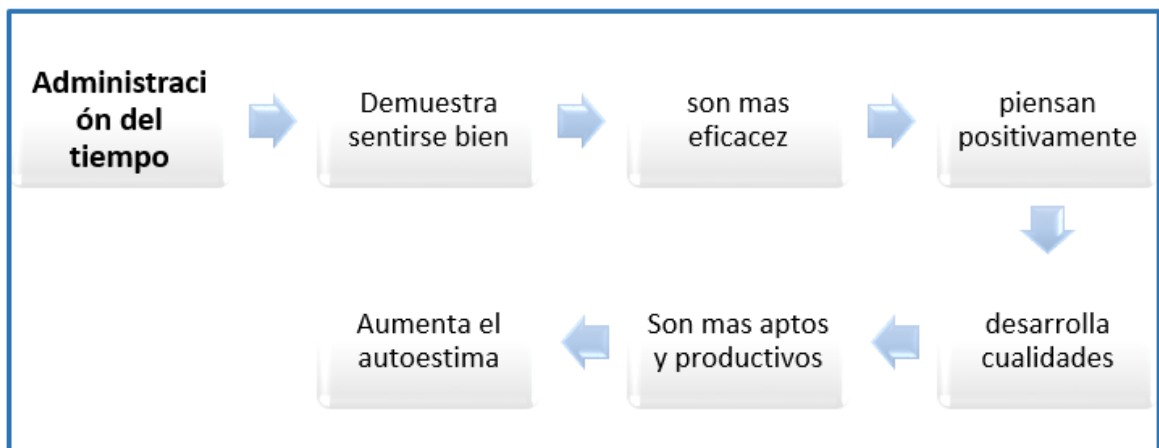 Administraci
ón del
tiempo
Demuestra
sentirse bien
son mas
eficacez
piensan
positivamente
desarrolla
cualidades
Son mas aptos
y productivos
Aumenta el
autoestima